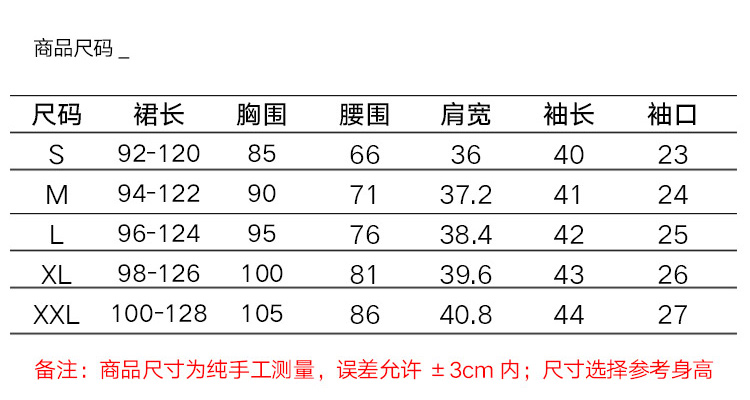 商品尺码 _
尺码 裙长 胸围 腰围 肩宽 袖长 袖口
S 92-120 85 66 36 40 23
M 94-122 90 71 37.2 41 24
L 96-124 95 76 38.4 42 25
XL 98-126 100 81 39.6 43 26
XXL 100-128 105 86 40.8 44 27
备注：商品尺寸为纯手工测量，误差允许 ±3cm 内；尺寸选择参考身高